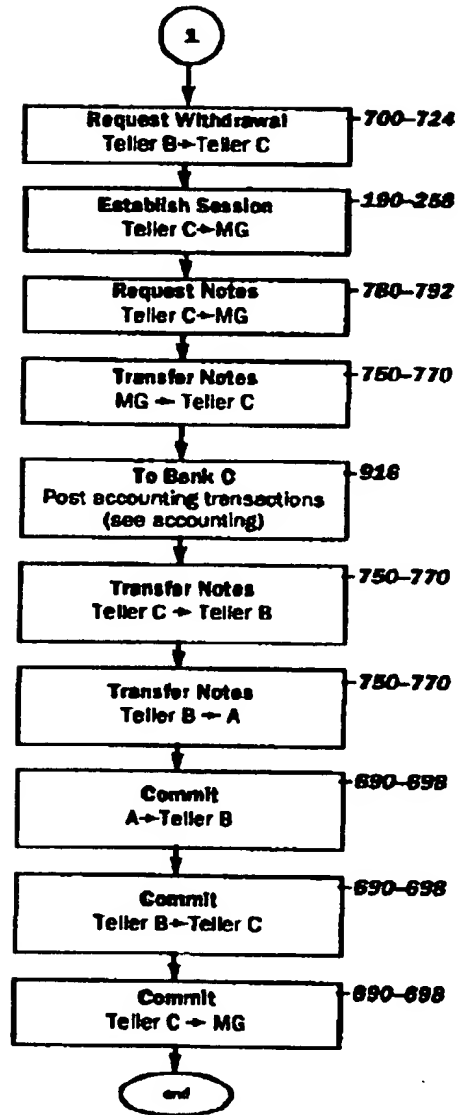 1
Request Withdrawal 700–724
Teller B→Teller C
Establish Session 190–258
Teller C→MG
Request Notes 780–792
Teller C→MG
Transfer Notes 750–770
MG → Teller C
To Bank C 916
Post accounting transactions
(see accounting)
Transfer Notes 750–770
Teller C → Teller B
Transfer Notes 750–770
Teller B → A
Commit 690–698
A→Teller B
Commit 690–698
Teller B→Teller C
Commit 690–698
Teller C → MG
end